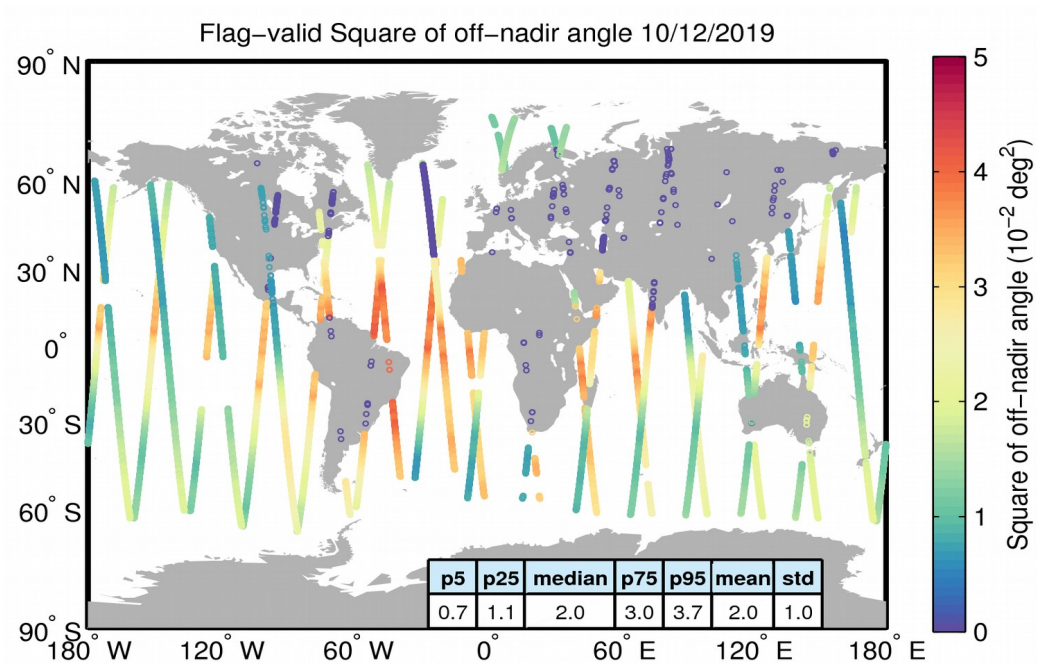 Flag−valid Square of off−nadir angle 10/12/2019
90° N
60° N
30° N
0°
30° S
60° S
90° S
180° W
120° W
60° W
0°
60° E
120° E
180° E
p5 p25 median p75 p95 mean std
0.7 1.1 2.0 3.0 3.7 2.0 1.0
5
4
3
2
1
0
Square of off−nadir angle (10⁻² deg²)